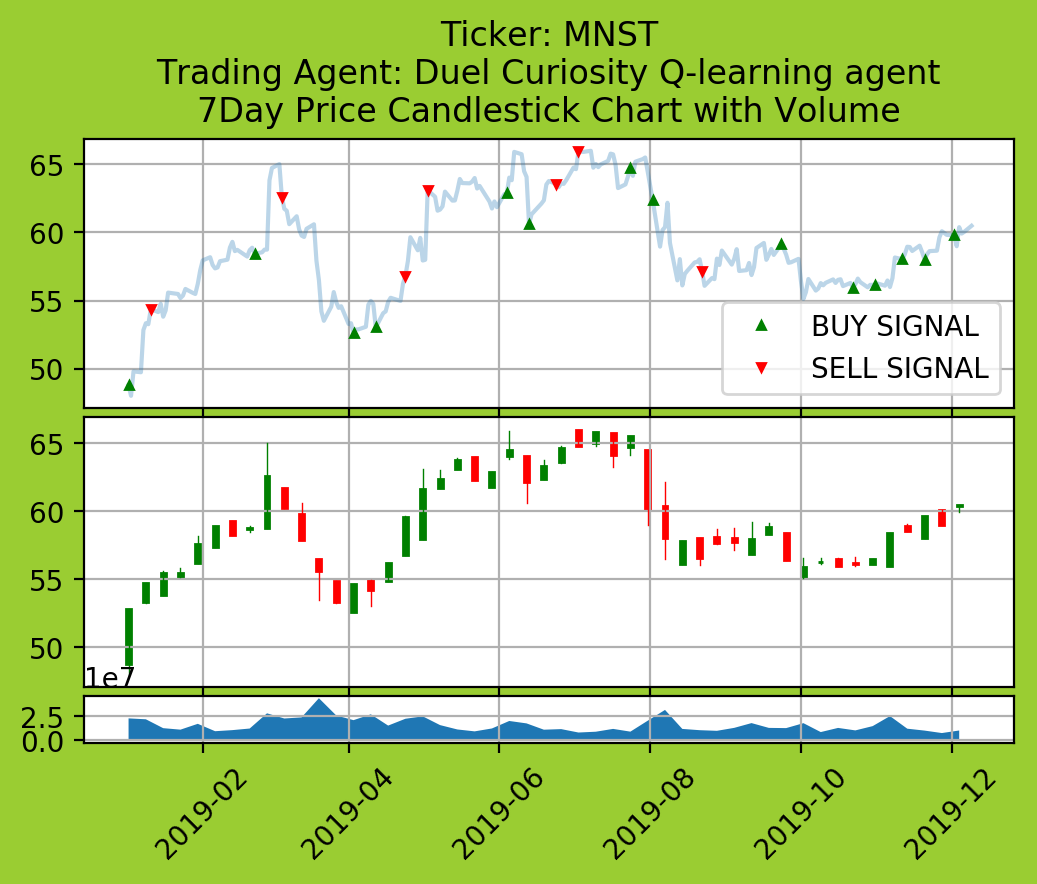 Ticker: MNST
Trading Agent: Duel Curiosity Q-learning agent
7Day Price Candlestick Chart with Volume
65
60
55
50
BUY SIGNAL
SELL SIGNAL
65
60
55
50
1e7
2.5
0.0
2019-02
2019-04
2019-06
2019-08
2019-10
2019-12